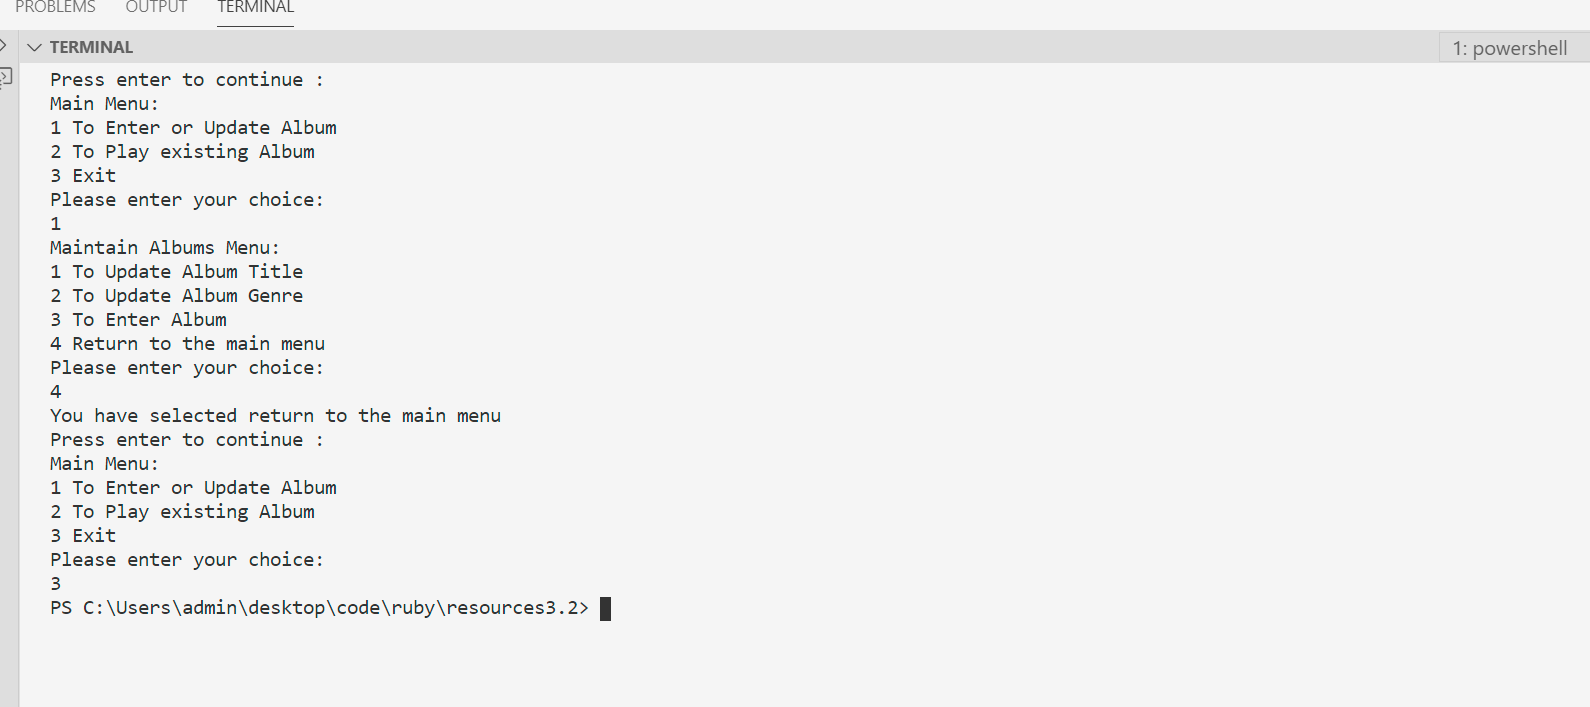 PROBLEMS OUTPUT TERMINAL
TERMINAL
1: powershell
Press enter to continue :
Main Menu:
1 To Enter or Update Album
2 To Play existing Album
3 Exit
Please enter your choice:
1
Maintain Albums Menu:
1 To Update Album Title
2 To Update Album Genre
3 To Enter Album
4 Return to the main menu
Please enter your choice:
4
You have selected return to the main menu
Press enter to continue :
Main Menu:
1 To Enter or Update Album
2 To Play existing Album
3 Exit
Please enter your choice:
3
PS C:\Users\admin\desktop\code\ruby\resources3.2>